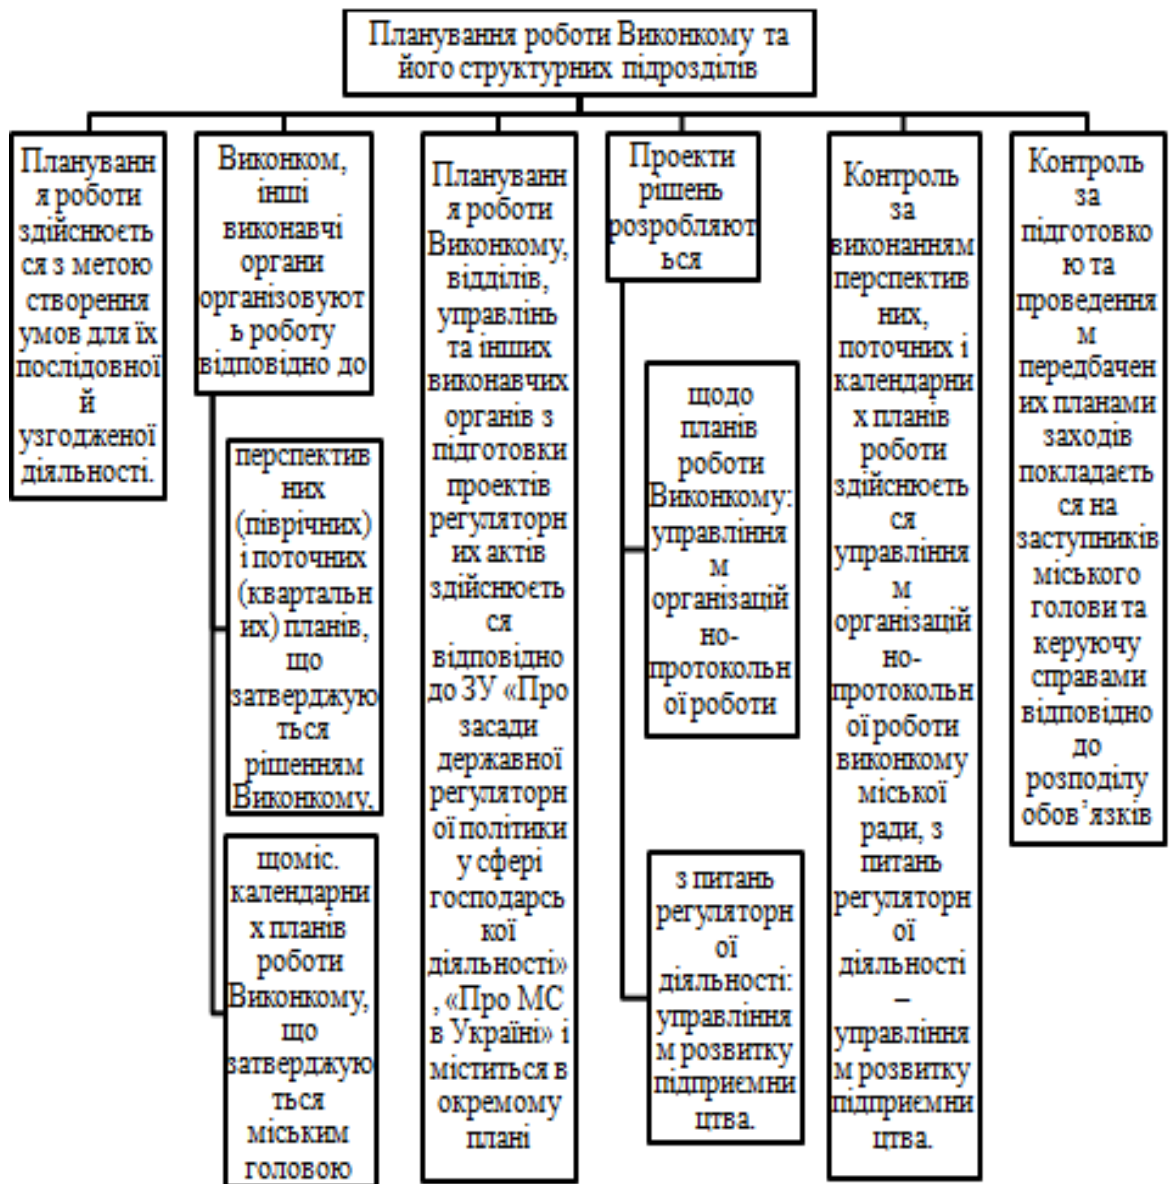 Планування роботи Виконкому та
його структурних підрозділів
Плануванн
я роботи
здійснюєть
ся з метою
створення
умов для їх
послідовної
й
узгодженої
діяльності.
Виконком,
інші
виконавчі
органи
організовуют
ь роботу
відповідно до
перспектив
них
(піврічних)
і поточних
(квартальн
их) планів,
що
затверджую
ться
рішенням
Виконкому,
щоміс.
календарни
х планів
роботи
Виконкому,
що
затверджую
ться
міським
головою
Плануванн
я роботи
Виконкому,
відділів,
управлінь
та інших
виконавчих
органів з
підготовки
проектів
регуляторн
их актів
здійснюєть
ся
відповідно
до ЗУ «Про
засади
державної
регуляторн
ої політики
у сфері
господарсь
кої
діяльності»
, «Про МС
в Україні» і
міститься в
окремому
плані
Проекти
рішень
розробляют
ься
щодо
планів
роботи
Виконкому:
управління
м
організацій
но-
протокольн
ої роботи
з питань
регуляторн
ої
діяльності:
управління
м розвитку
підприємни
цтва.
Контроль
за
виконанням
перспектив
них,
поточних і
календарни
х планів
роботи
здійснюєть
ся
управління
м
організацій
но-
протокольн
ої роботи
виконкому
міської
ради, з
питань
регуляторн
ої
діяльності
–
управління
м розвитку
підприємни
цтва.
Контроль
за
підготовко
ю та
проведення
м
передбачен
их планами
заходів
покладаєть
ся на
заступників
міського
голови та
керуючу
справами
відповідно
до
розподілу
обов’язків